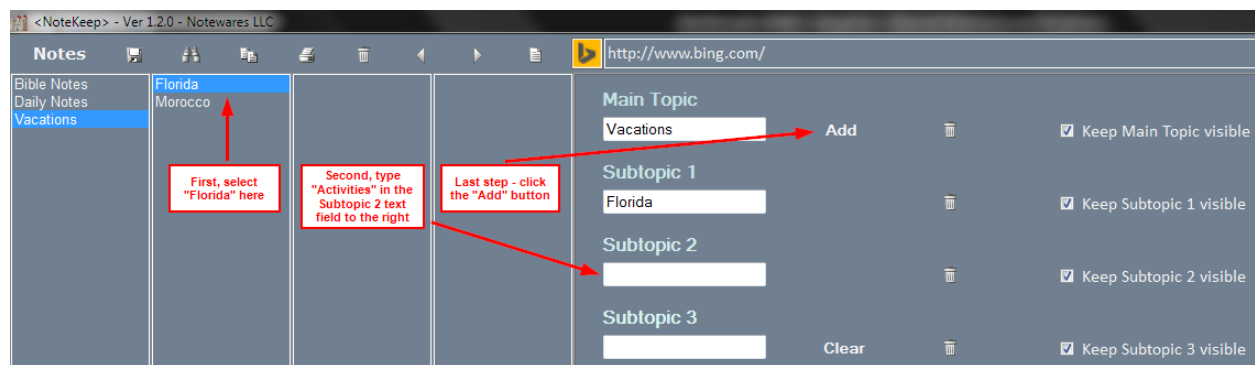 <NoteKeep> - Ver 1.2.0 - Notewares LLC
Notes
http://www.bing.com/
Bible Notes
Daily Notes
Vacations
Florida
Morocco
First, select
"Florida" here
Second, type
"Activities" in the
Subtopic 2 text
field to the right
Last step - click
the "Add" button
Main Topic
Vacations
Add
Keep Main Topic visible
Subtopic 1
Florida
Keep Subtopic 1 visible
Subtopic 2
Keep Subtopic 2 visible
Subtopic 3
Clear
Keep Subtopic 3 visible